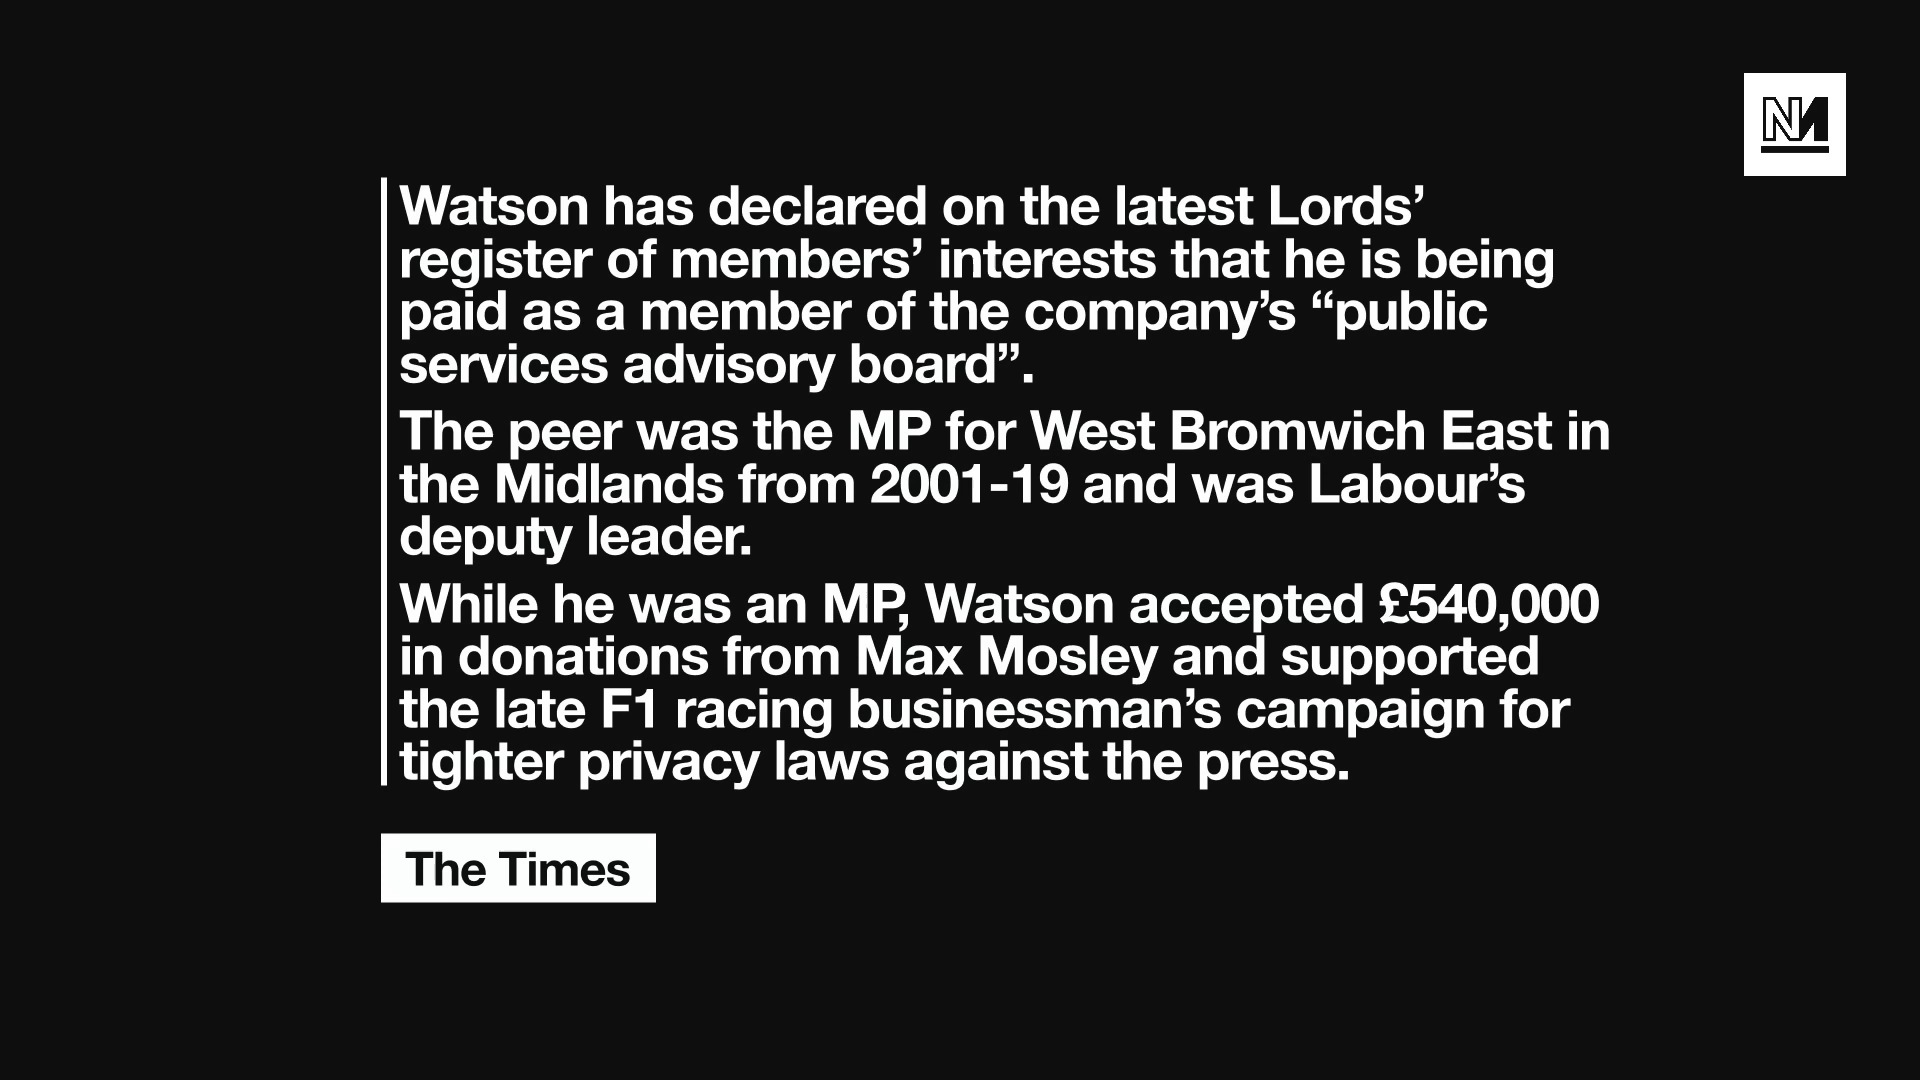 NM
Watson has declared on the latest Lords’
register of members’ interests that he is being
paid as a member of the company’s “public
services advisory board”.
The peer was the MP for West Bromwich East in
the Midlands from 2001-19 and was Labour’s
deputy leader.
While he was an MP, Watson accepted £540,000
in donations from Max Mosley and supported
the late F1 racing businessman’s campaign for
tighter privacy laws against the press.
The Times